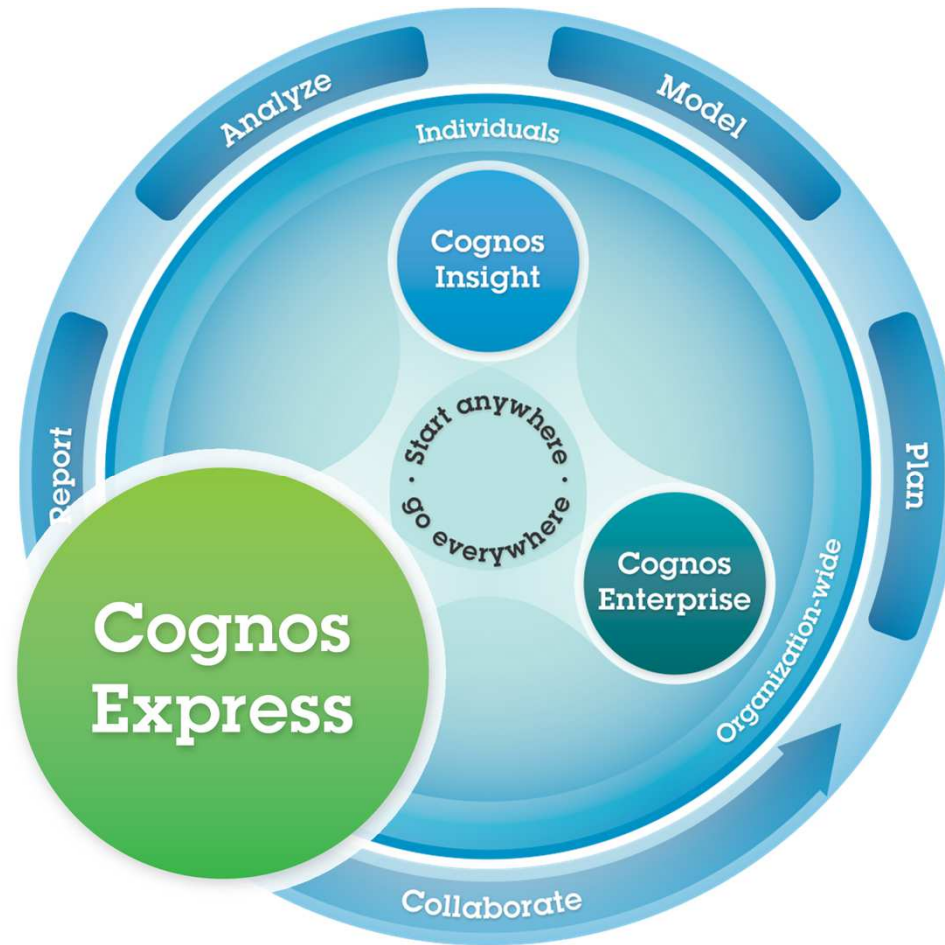 Analyze
Model
Individuals
Cognos
Insight
Report
Start anywhere
go everywhere
Plan
Cognos
Enterprise
Organization-wide
Cognos
Express
Collaborate